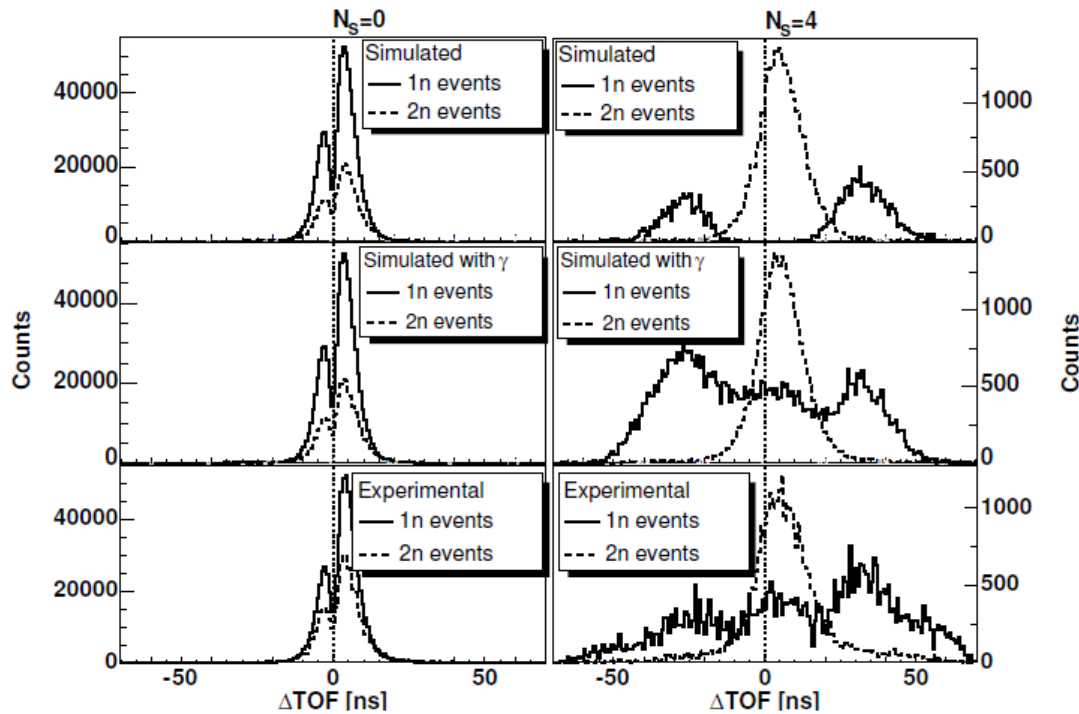 N_S=0
N_S=4
Simulated
1n events
2n events
Simulated
1n events
2n events
40000
20000
0
1000
500
0
Simulated with γ
1n events
2n events
Simulated with γ
1n events
2n events
40000
20000
0
1000
500
0
Counts
Counts
Experimental
1n events
2n events
Experimental
1n events
2n events
40000
20000
0
1000
500
0
-50
0
50
-50
0
50
ΔTOF [ns]
ΔTOF [ns]